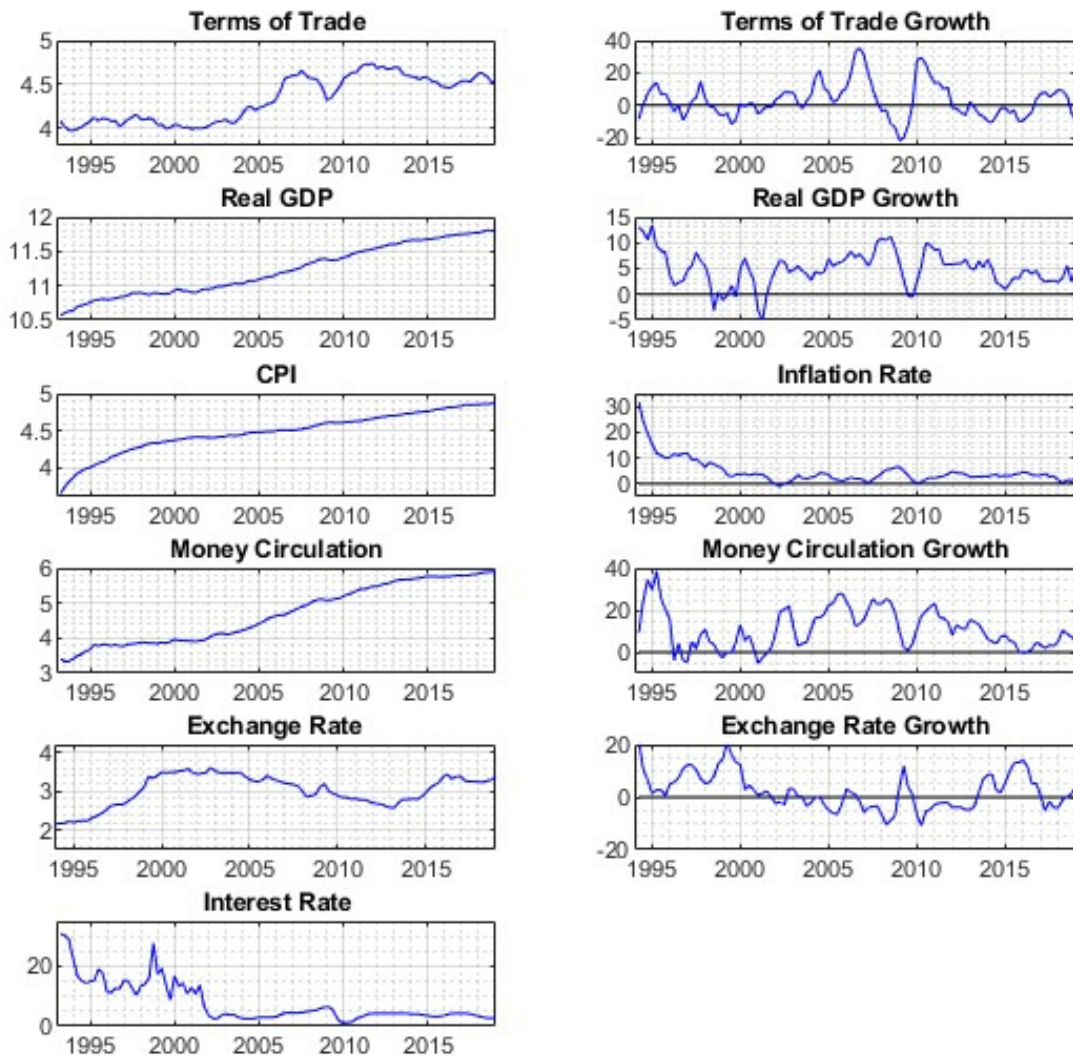 Terms of Trade
5
4.5
4
1995 2000 2005 2010 2015
Terms of Trade Growth
40
20
0
-20
1995 2000 2005 2010 2015
Real GDP
12
11.5
11
10.5
1995 2000 2005 2010 2015
Real GDP Growth
15
10
5
0
-5
1995 2000 2005 2010 2015
CPI
5
4.5
4
1995 2000 2005 2010 2015
Inflation Rate
30
20
10
0
1995 2000 2005 2010 2015
Money Circulation
6
5
4
3
1995 2000 2005 2010 2015
Money Circulation Growth
40
20
0
1995 2000 2005 2010 2015
Exchange Rate
4
3
2
1995 2000 2005 2010 2015
Exchange Rate Growth
20
0
-20
1995 2000 2005 2010 2015
Interest Rate
20
0
1995 2000 2005 2010 2015